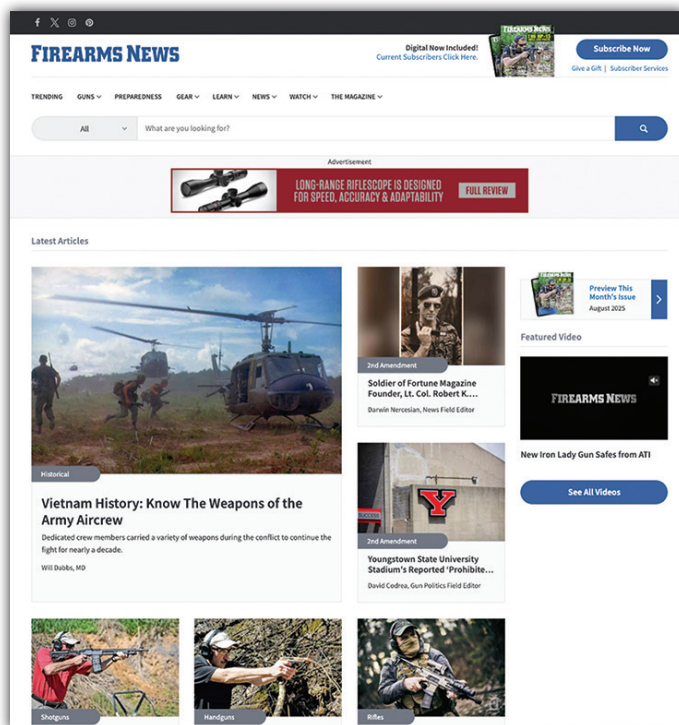 FIREARMS NEWS
Digital Now Included!
Current Subscribers Click Here.
FIREARMS NEWS
Subscribe Now
Give a Gift | Subscriber Services
TRENDING GUNS PREPAREDNESS GEAR LEARN NEWS WATCH THE MAGAZINE
All What are you looking for?
Advertisement
LONG-RANGE RIFLESCOPE IS DESIGNED
FOR SPEED, ACCURACY & ADAPTABILITY
FULL REVIEW
Latest Articles
Historical
Vietnam History: Know The Weapons of the
Army Aircrew
Dedicated crew members carried a variety of weapons during the conflict to continue the
fight for nearly a decade.
Will Dabbs, MD
2nd Amendment
Soldier of Fortune Magazine
Founder, Lt. Col. Robert K....
Darwin Nercesian, News Field Editor
Y
2nd Amendment
Youngstown State University
Stadium's Reported 'Prohibite...
David Codrea, Gun Politics Field Editor
Preview This
Month's Issue
August 2025
Featured Video
FIREARMS NEWS
New Iron Lady Gun Safes from ATI
See All Videos
Shotguns
Handguns
Rifles